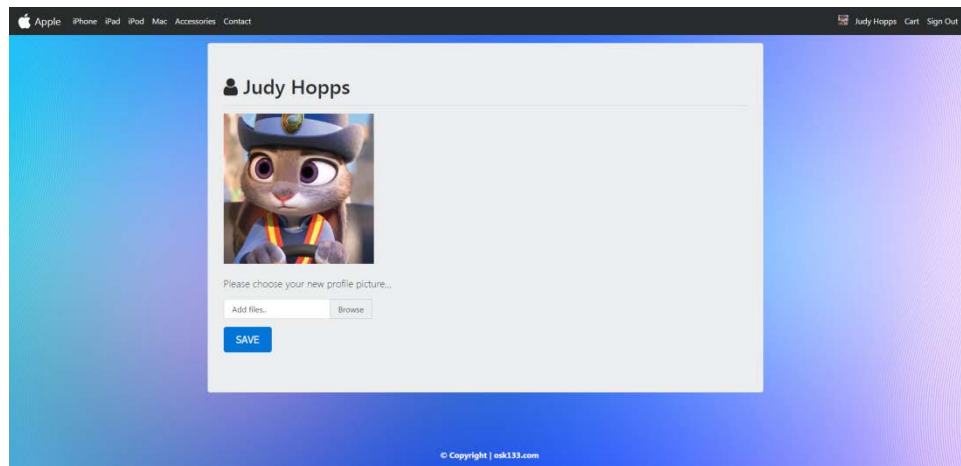 Apple iPhone iPad iPod Mac Accessories Contact Judy Hopps Cart Sign Out
Judy Hopps
Please choose your new profile picture...
Add files.. Browse
SAVE
© Copyright | osk133.com